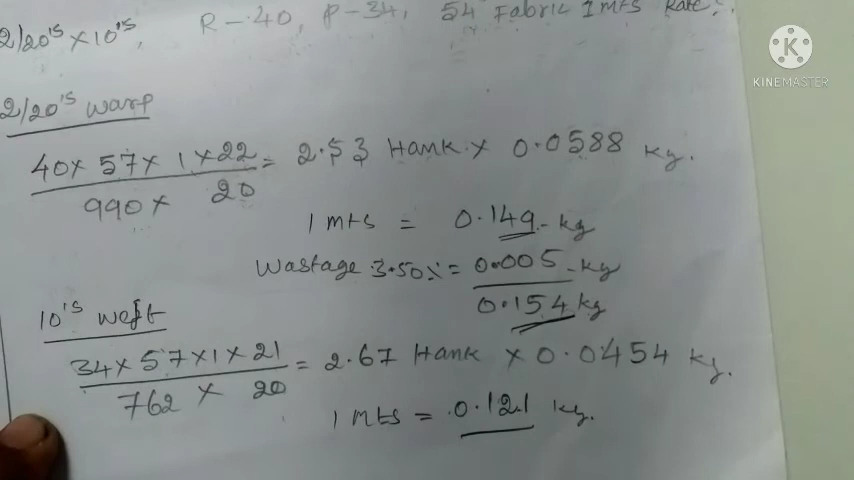 2/20'S X 10'S, R-40, P-34, 54 Fabric 1 mts Rate?
K
KINEMASTER
2/20'S Warp
40 x 57 x 1 x 22 / 990 x 20 = 2.53 Hank x 0.0588 kg.
1 mts = 0.149 - kg
Wastage 3.50% = 0.005 - kg
0.154 kg
10'S weft
34 x 57 x 1 x 21 / 762 x 20 = 2.67 Hank x 0.0454 kg.
1 mts = 0.121 kg.